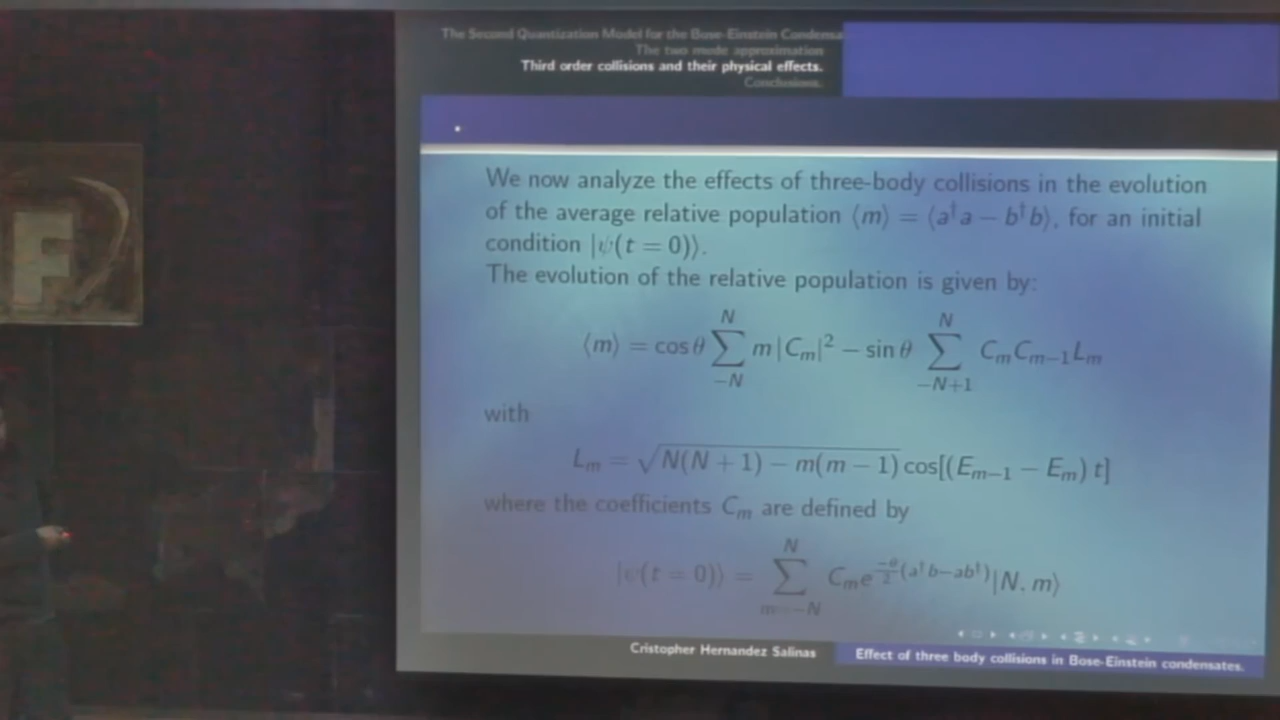 The Second Quantization Model for the Bose-Einstein Condensa
The two mode approximation
Third order collisions and their physical effects.
Conclusions.
F
We now analyze the effects of three-body collisions in the evolution
of the average relative population ⟨m⟩ = ⟨a†a − b†b⟩, for an initial
condition |ψ(t = 0)⟩.
The evolution of the relative population is given by:
⟨m⟩ = cos θ ∑_{-N}^{N} m|C_m|² − sin θ ∑_{-N+1}^{N} C_m C_{m−1} L_m
with
L_m = √(N(N + 1) − m(m − 1)) cos[(E_{m−1} − E_m) t]
where the coefficients C_m are defined by
|ψ(t = 0)⟩ = ∑_{m=−N}^{N} C_m e^{\frac{−θ}{2}(a†b−ab†)}|N, m⟩
Cristopher Hernandez Salinas
Effect of three body collisions in Bose-Einstein condensates.